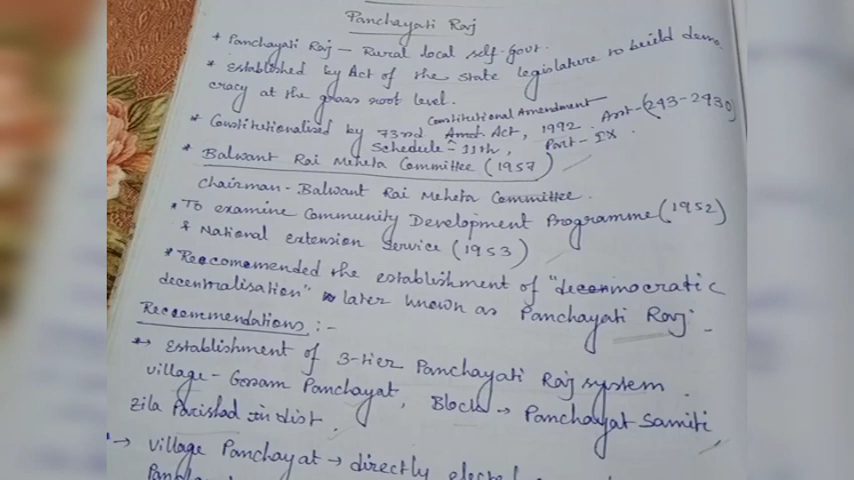 Panchayati Raj
* Panchayati Raj — Rural local self-Govt.
* Established by Act of the state legislature to build demo
cracy at the grass root level.
Constitutional Amendment
* Constitutionalised by 73rd Amd. Act, 1992 Art-(243-243O)
Schedule - 11th, Part - IX
* Balwant Rai Meheta Committee (1957)
Chairman - Balwant Rai Meheta Committee.
* To examine Community Development Programme (1952)
& National extension Service (1953)
* Reccomemended the establishment of "decenmocratic
decentralisation" later known as Panchayati Raj.
Recommendations :-
*→ Establishment of 3-tier Panchayati Raj system
village - Gram Panchayat, Block → Panchayat Samiti
Zila Parishad in dist.
→ village Panchayat → directly elected